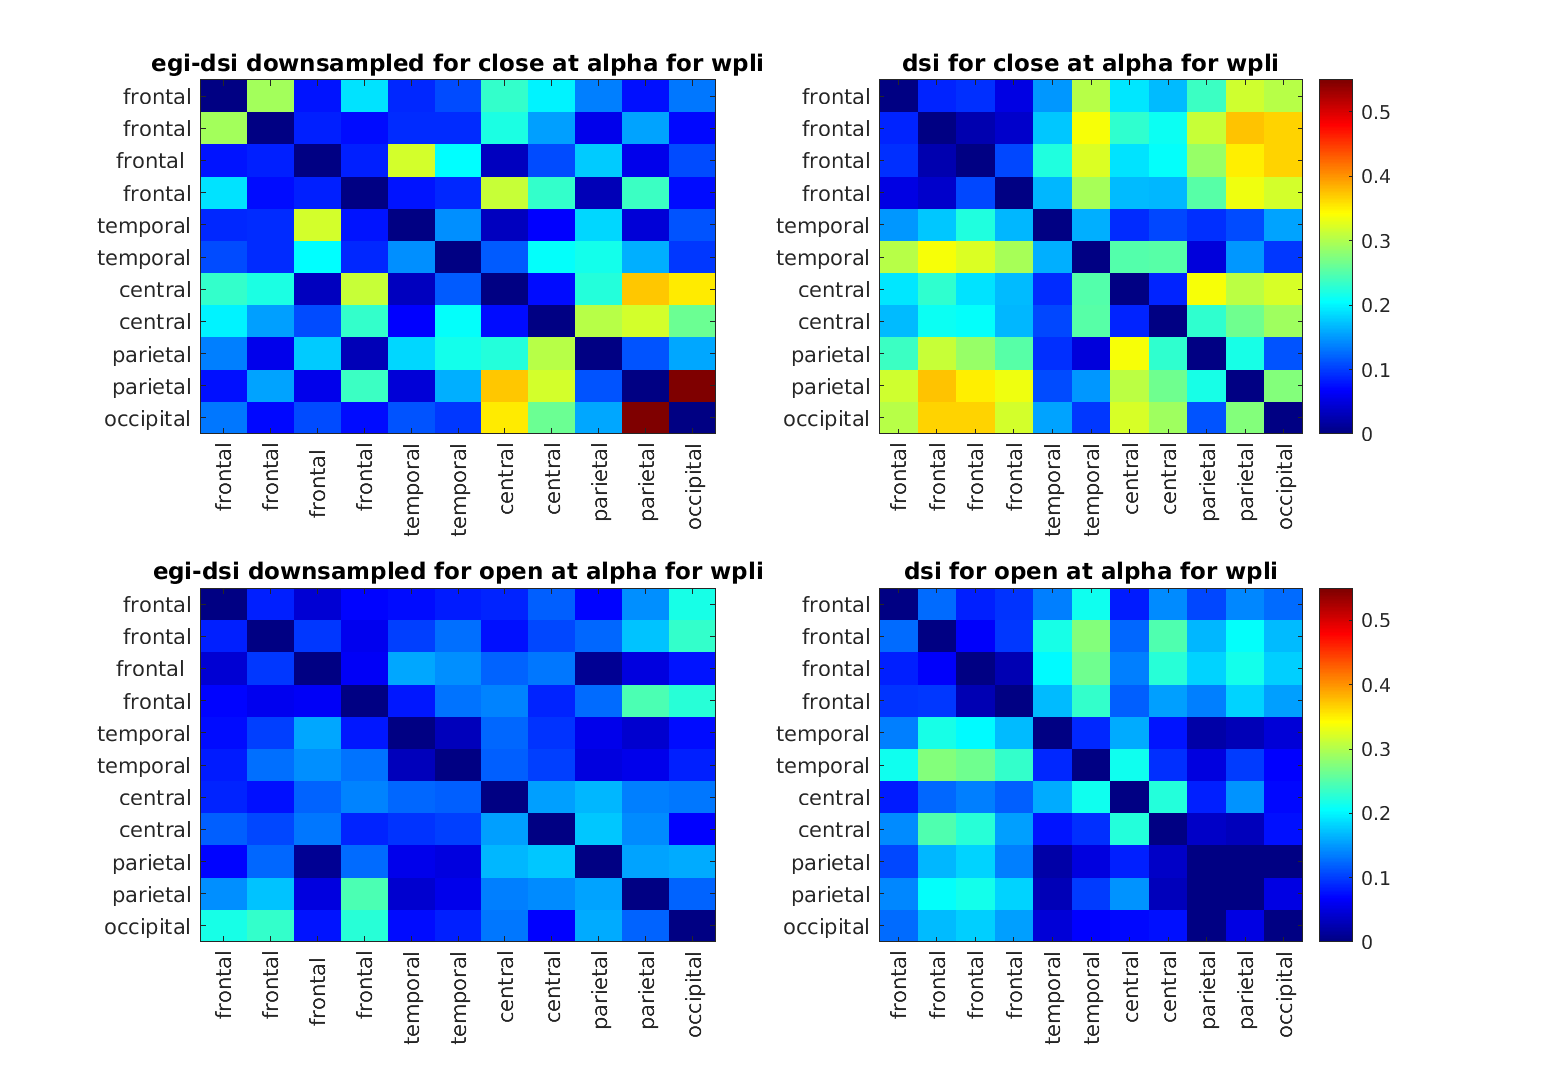 egi-dsi downsampled for close at alpha for wpli
frontal
frontal
frontal
frontal
temporal
temporal
central
central
parietal
parietal
occipital
frontal
frontal
frontal
frontal
temporal
temporal
central
central
parietal
parietal
occipital
dsi for close at alpha for wpli
frontal
frontal
frontal
frontal
temporal
temporal
central
central
parietal
parietal
occipital
frontal
frontal
frontal
frontal
temporal
temporal
central
central
parietal
parietal
occipital
0.5
0.4
0.3
0.2
0.1
0
egi-dsi downsampled for open at alpha for wpli
frontal
frontal
frontal
frontal
temporal
temporal
central
central
parietal
parietal
occipital
frontal
frontal
frontal
frontal
temporal
temporal
central
central
parietal
parietal
occipital
dsi for open at alpha for wpli
frontal
frontal
frontal
frontal
temporal
temporal
central
central
parietal
parietal
occipital
frontal
frontal
frontal
frontal
temporal
temporal
central
central
parietal
parietal
occipital
0.5
0.4
0.3
0.2
0.1
0